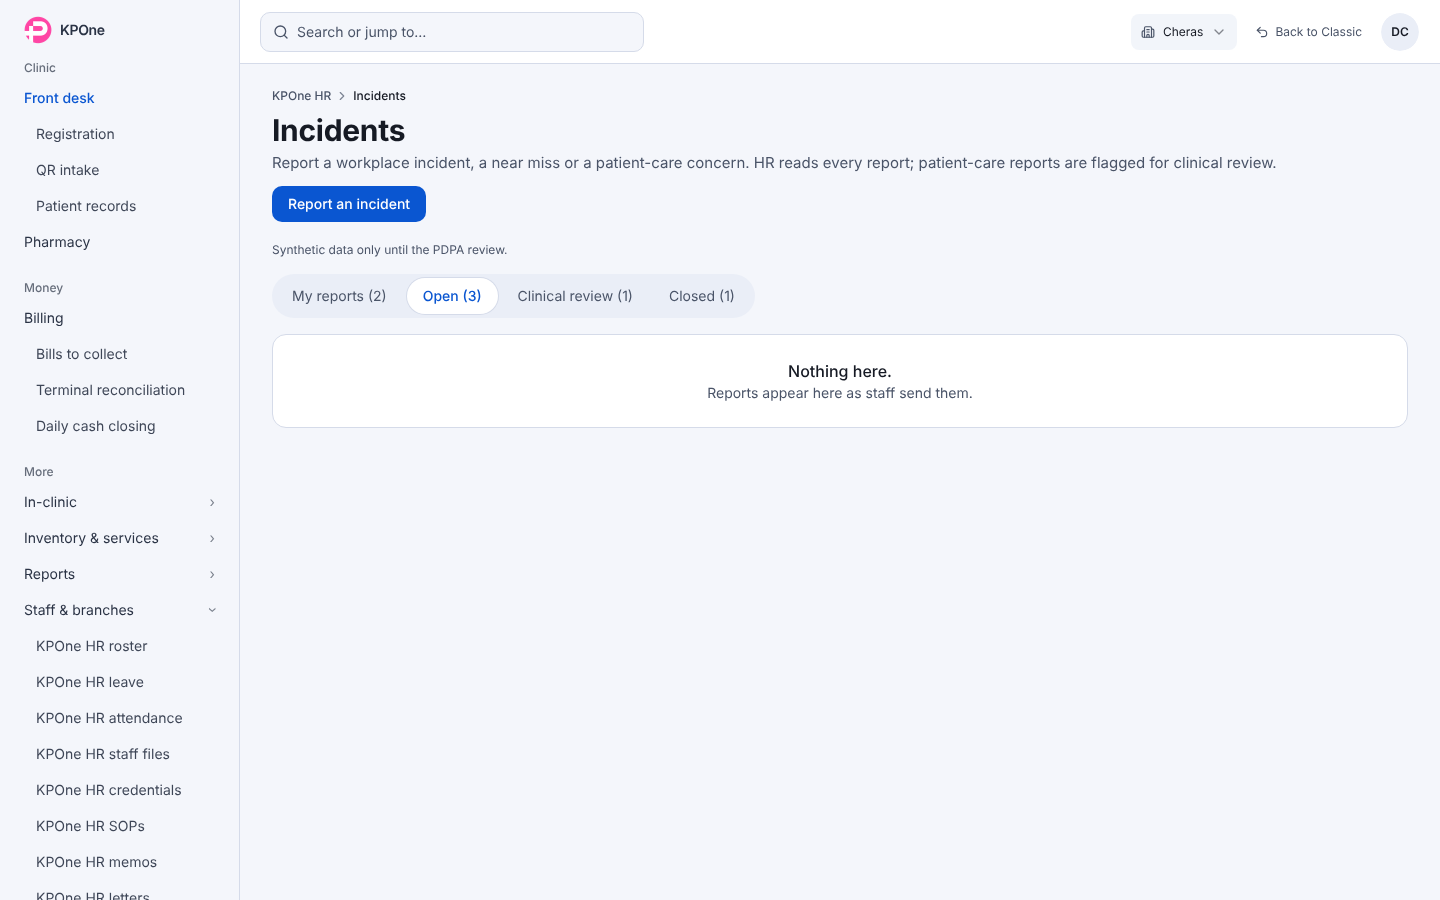 KPOne
Clinic
Front desk
Registration
QR intake
Patient records
Pharmacy
Money
Billing
Bills to collect
Terminal reconciliation
Daily cash closing
More
In-clinic
Inventory & services
Reports
Staff & branches
KPOne HR roster
KPOne HR leave
KPOne HR attendance
KPOne HR staff files
KPOne HR credentials
KPOne HR SOPs
KPOne HR memos
KPOne HR letters
Search or jump to...
Cheras
Back to Classic
DC
KPOne HR > Incidents
Incidents
Report a workplace incident, a near miss or a patient-care concern. HR reads every report; patient-care reports are flagged for clinical review.
Report an incident
Synthetic data only until the PDPA review.
My reports (2) Open (3) Clinical review (1) Closed (1)
Nothing here.
Reports appear here as staff send them.